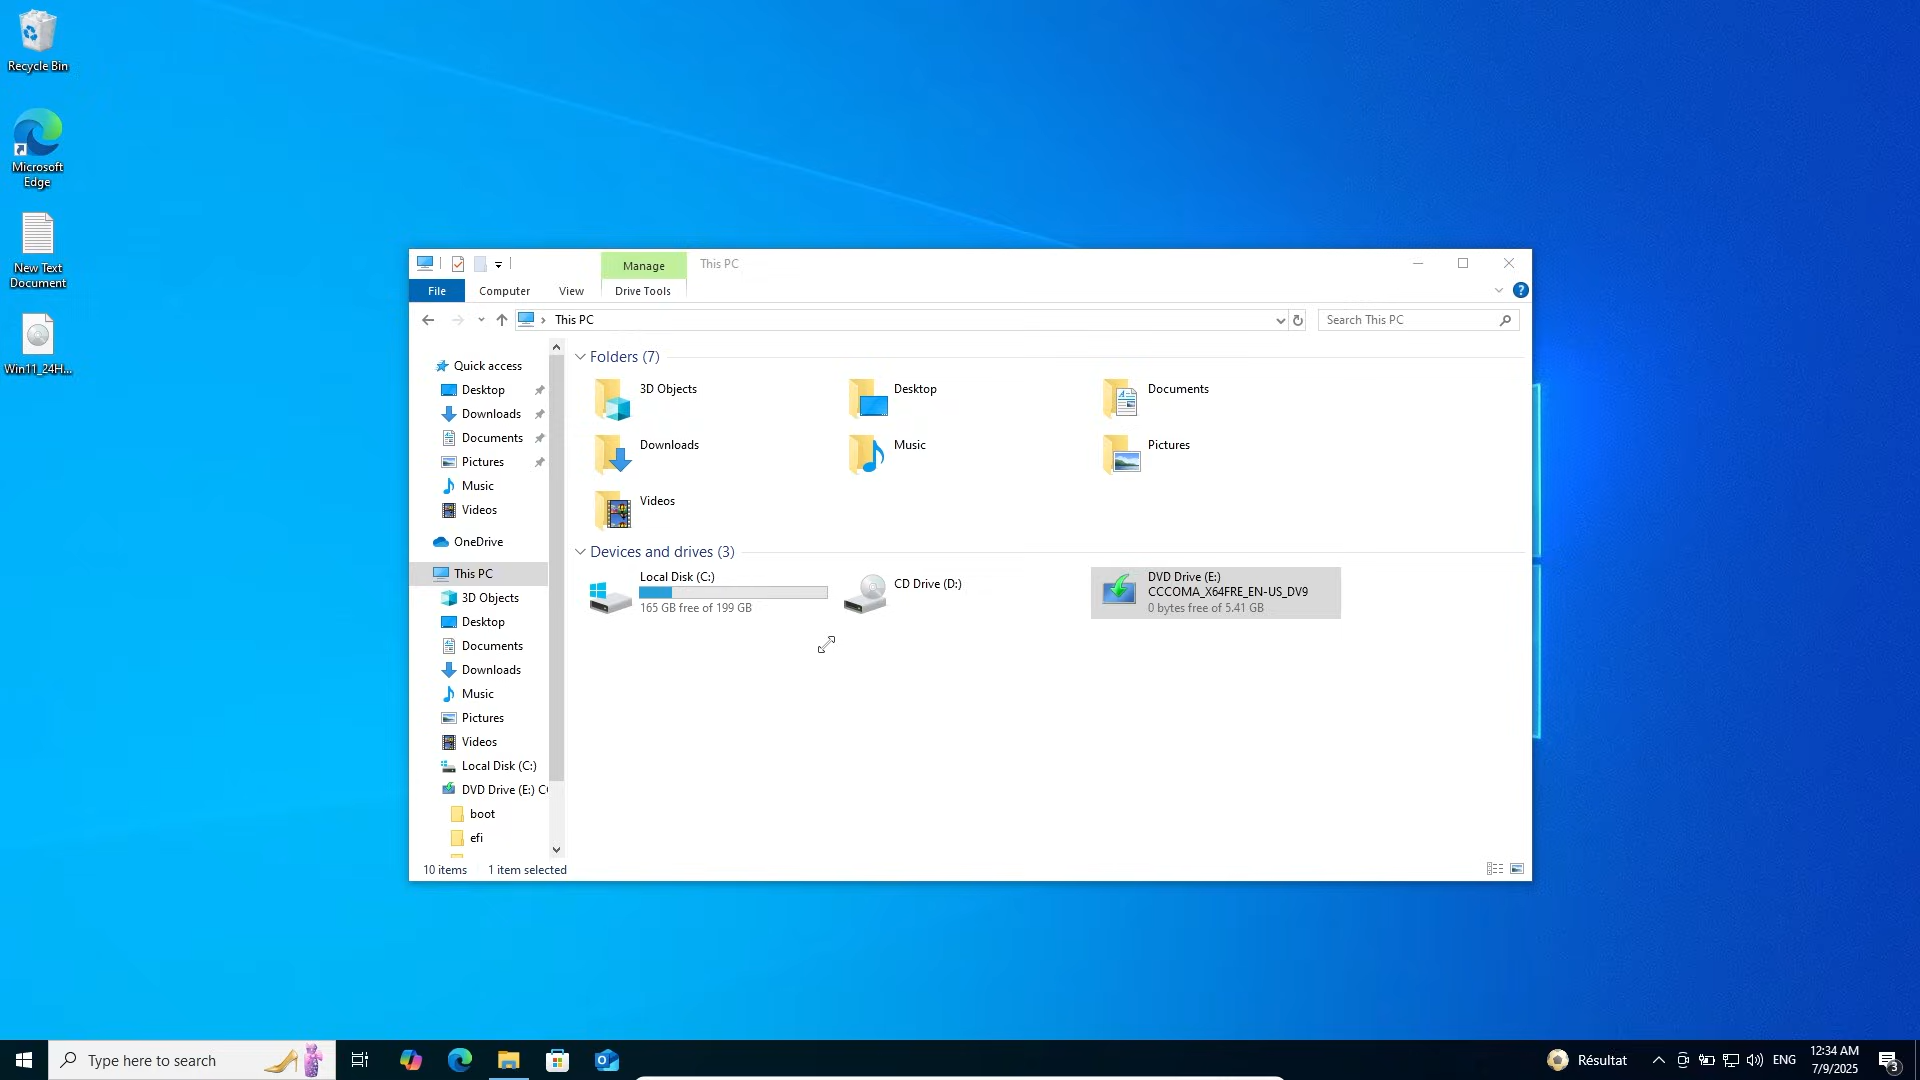 Recycle Bin
Microsoft
Edge
New Text
Document
Win11_24H...
Manage
This PC
File
Computer
View
Drive Tools
This PC
Search This PC
Quick access
Desktop
Downloads
Documents
Pictures
Music
Videos
OneDrive
This PC
3D Objects
Desktop
Documents
Downloads
Music
Pictures
Videos
Local Disk (C:)
DVD Drive (E:) CC
boot
efi
Folders (7)
3D Objects
Desktop
Documents
Downloads
Music
Pictures
Videos
Devices and drives (3)
Local Disk (C:)
165 GB free of 199 GB
CD Drive (D:)
DVD Drive (E:)
CCCOMA_X64FRE_EN-US_DV9
0 bytes free of 5.41 GB
10 items
1 item selected
Type here to search
Résultat
ENG
12:34 AM
7/9/2025
3